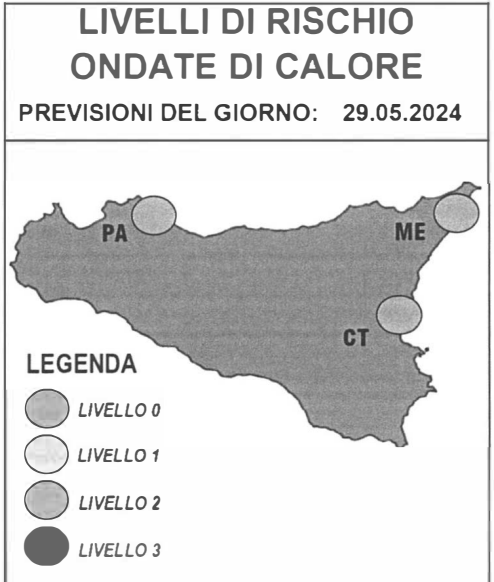 LIVELLI DI RISCHIO
ONDATE DI CALORE
PREVISIONI DEL GIORNO: 29.05.2024
PA
ME
CT
LEGENDA
LIVELLO 0
LIVELLO 1
LIVELLO 2
LIVELLO 3